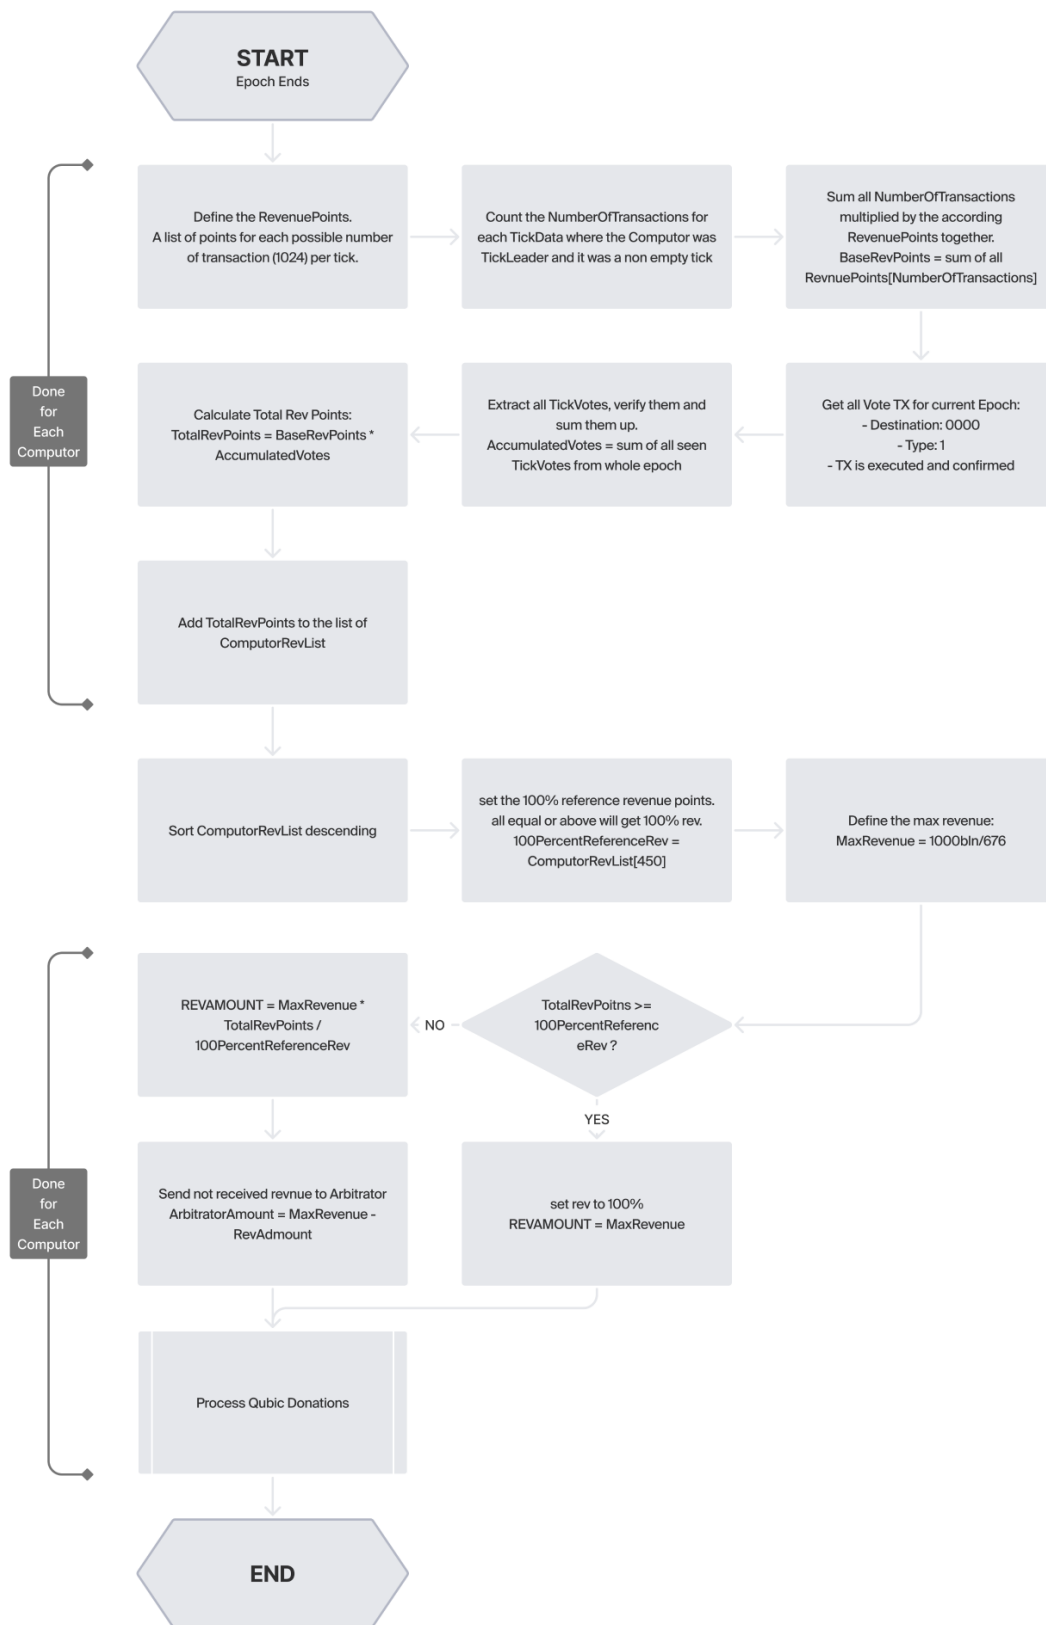 START
Epoch Ends
Define the RevenuePoints.
A list of points for each possible number
of transaction (1024) per tick.
Count the NumberOfTransactions for
each TickData where the Computor was
TickLeader and it was a non empty tick
Sum all NumberOfTransactions
multiplied by the according
RevenuePoints together.
BaseRevPoints = sum of all
RevnuePoints[NumberOfTransactions]
Done
for
Each
Computor
Calculate Total Rev Points:
TotalRevPoints = BaseRevPoints *
AccumulatedVotes
Extract all TickVotes, verify them and
sum them up.
AccumulatedVotes = sum of all seen
TickVotes from whole epoch
Get all Vote TX for current Epoch:
- Destination: 0000
- Type: 1
- TX is executed and confirmed
Add TotalRevPoints to the list of
ComputorRevList
Sort ComputorRevList descending
set the 100% reference revenue points.
all equal or above will get 100% rev.
100PercentReferenceRev =
ComputorRevList[450]
Define the max revenue:
MaxRevenue = 1000bln/676
REVAMOUNT = MaxRevenue *
TotalRevPoints /
100PercentReferenceRev
NO
TotalRevPoitns >=
100PercentReferenc
eRev ?
YES
Done
for
Each
Computor
Send not received revnue to Arbitrator
ArbitratorAmount = MaxRevenue -
RevAdmount
set rev to 100%
REVAMOUNT = MaxRevenue
Process Qubic Donations
END